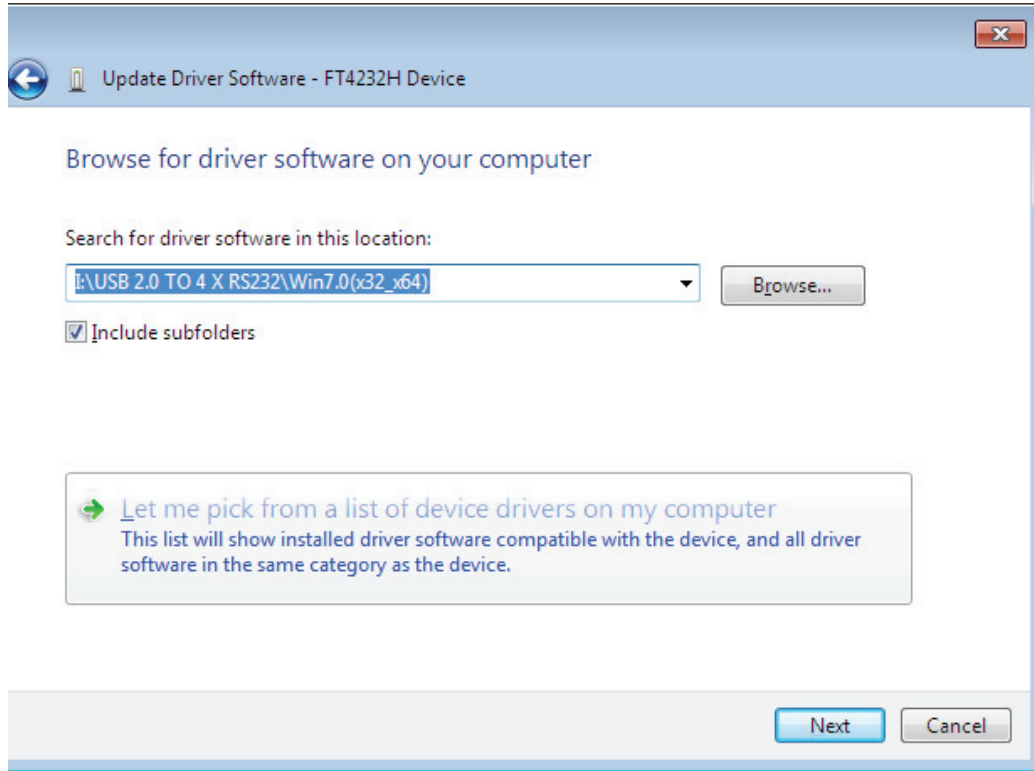 Update Driver Software - FT4232H Device
Browse for driver software on your computer
Search for driver software in this location:
I:\USB 2.0 TO 4 X RS232\Win7.0(x32_x64)
Browse...
Include subfolders
Let me pick from a list of device drivers on my computer
This list will show installed driver software compatible with the device, and all driver
software in the same category as the device.
Next
Cancel